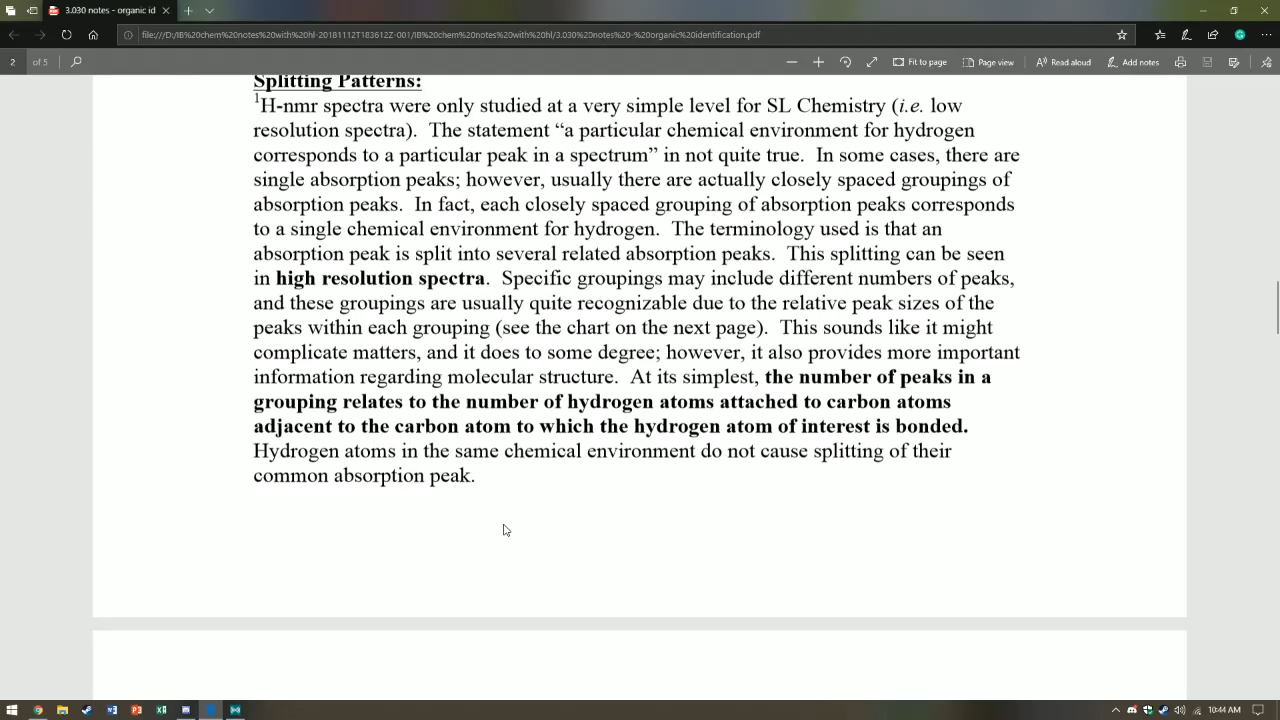 3.030 notes - organic id
file:///D:/IB%20chem%20notes%20with%20hl-20181112T183612Z-001/IB%20chem%20notes%20with%20hl/3.030%20notes%20-%20organic%20identification.pdf
2 of 5
Fit to page
Page view
Read aloud
Add notes
Splitting Patterns:
¹H-nmr spectra were only studied at a very simple level for SL Chemistry (i.e. low
resolution spectra). The statement “a particular chemical environment for hydrogen
corresponds to a particular peak in a spectrum” in not quite true. In some cases, there are
single absorption peaks; however, usually there are actually closely spaced groupings of
absorption peaks. In fact, each closely spaced grouping of absorption peaks corresponds
to a single chemical environment for hydrogen. The terminology used is that an
absorption peak is split into several related absorption peaks. This splitting can be seen
in high resolution spectra. Specific groupings may include different numbers of peaks,
and these groupings are usually quite recognizable due to the relative peak sizes of the
peaks within each grouping (see the chart on the next page). This sounds like it might
complicate matters, and it does to some degree; however, it also provides more important
information regarding molecular structure. At its simplest, the number of peaks in a
grouping relates to the number of hydrogen atoms attached to carbon atoms
adjacent to the carbon atom to which the hydrogen atom of interest is bonded.
Hydrogen atoms in the same chemical environment do not cause splitting of their
common absorption peak.
10:44 AM